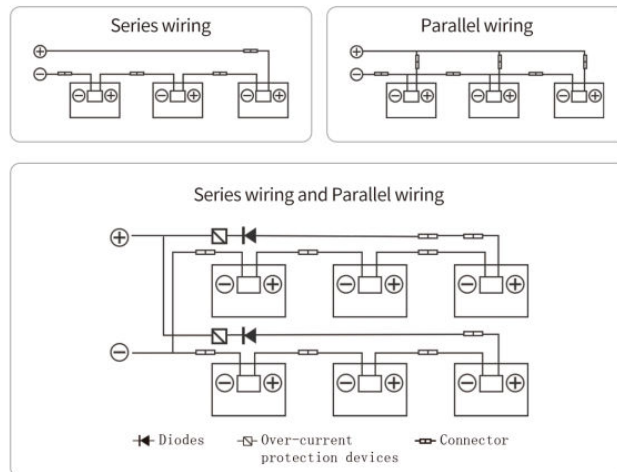 Series wiring
Parallel wiring
Series wiring and Parallel wiring
Diodes
Over-current
protection devices
Connector